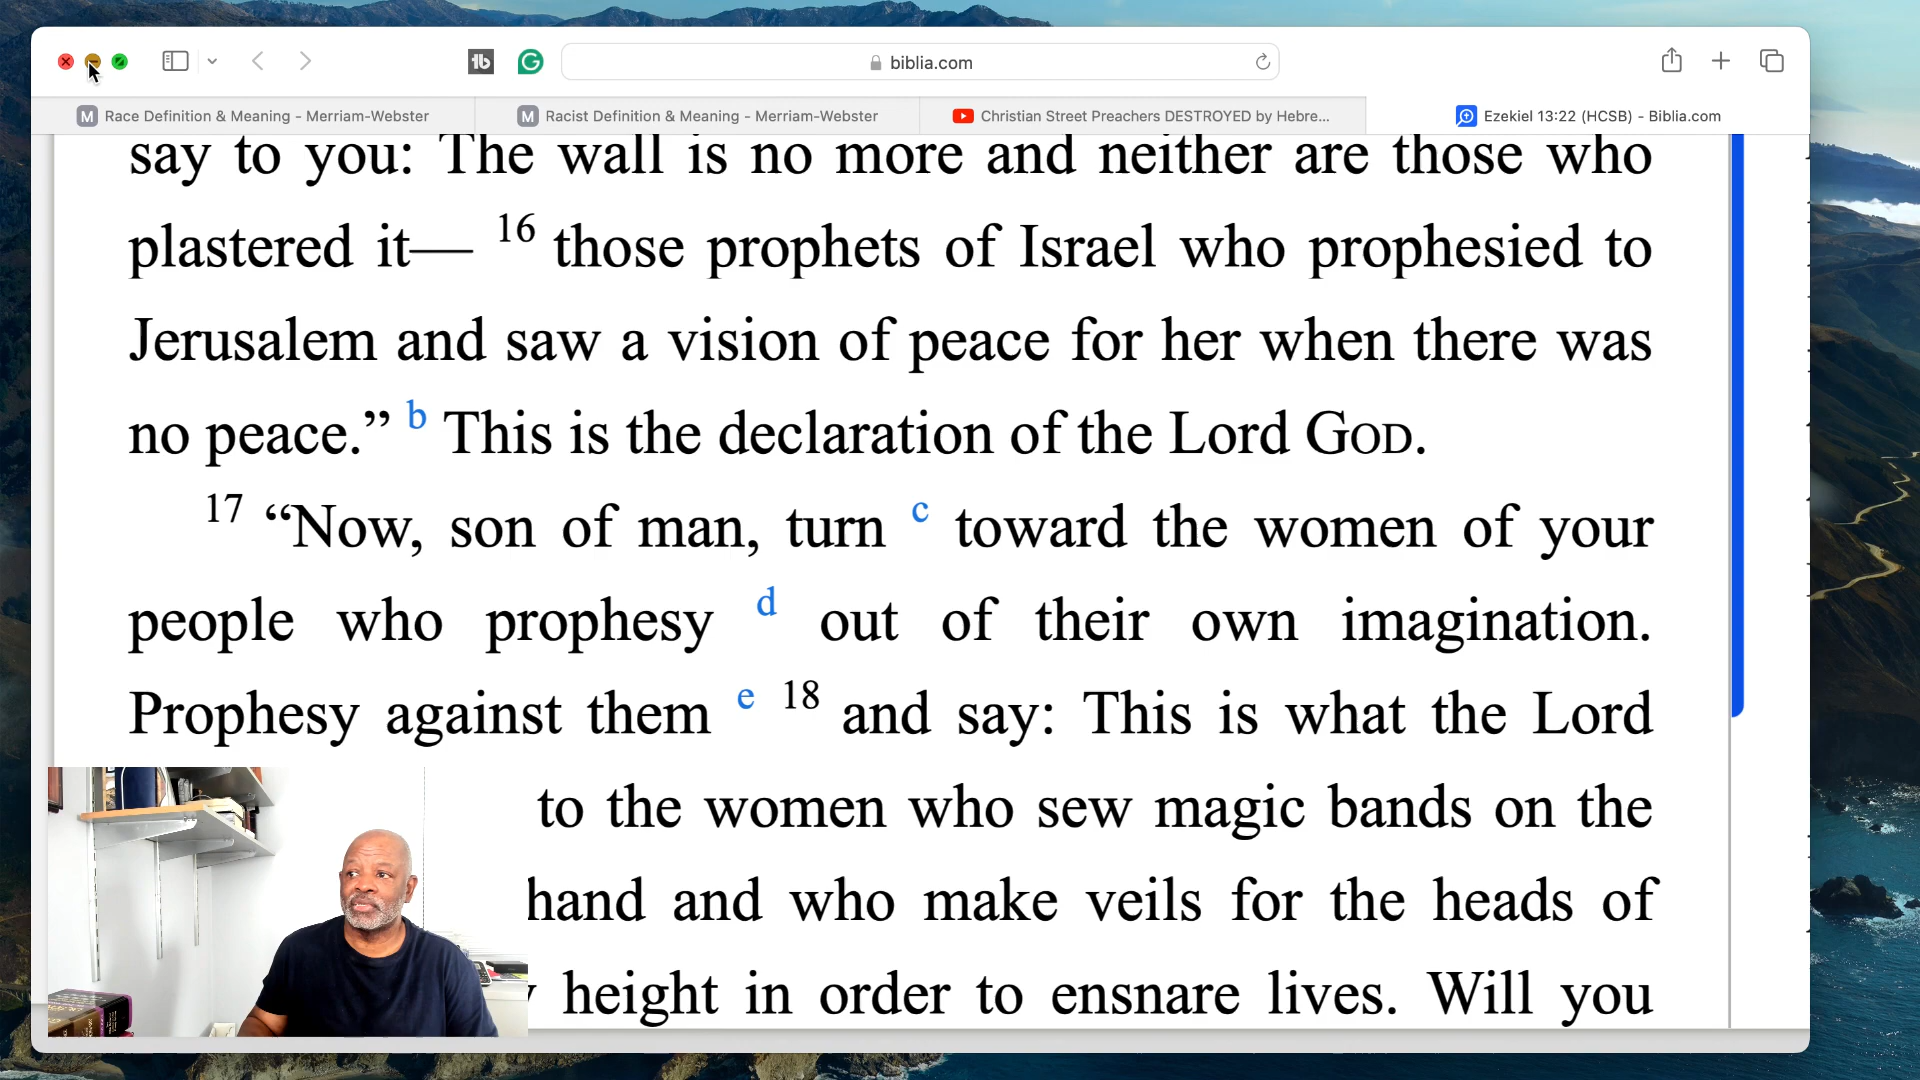 biblia.com
Race Definition & Meaning - Merriam-Webster
Racist Definition & Meaning - Merriam-Webster
Christian Street Preachers DESTROYED by Hebre...
Ezekiel 13:22 (HCSB) - Biblia.com
say to you: The wall is no more and neither are those who
plastered it— 16 those prophets of Israel who prophesied to
Jerusalem and saw a vision of peace for her when there was
no peace.” b This is the declaration of the Lord GOD.
17 “Now, son of man, turn c toward the women of your
people who prophesy d out of their own imagination.
Prophesy against them e 18 and say: This is what the Lord
to the women who sew magic bands on the
hand and who make veils for the heads of
height in order to ensnare lives. Will you